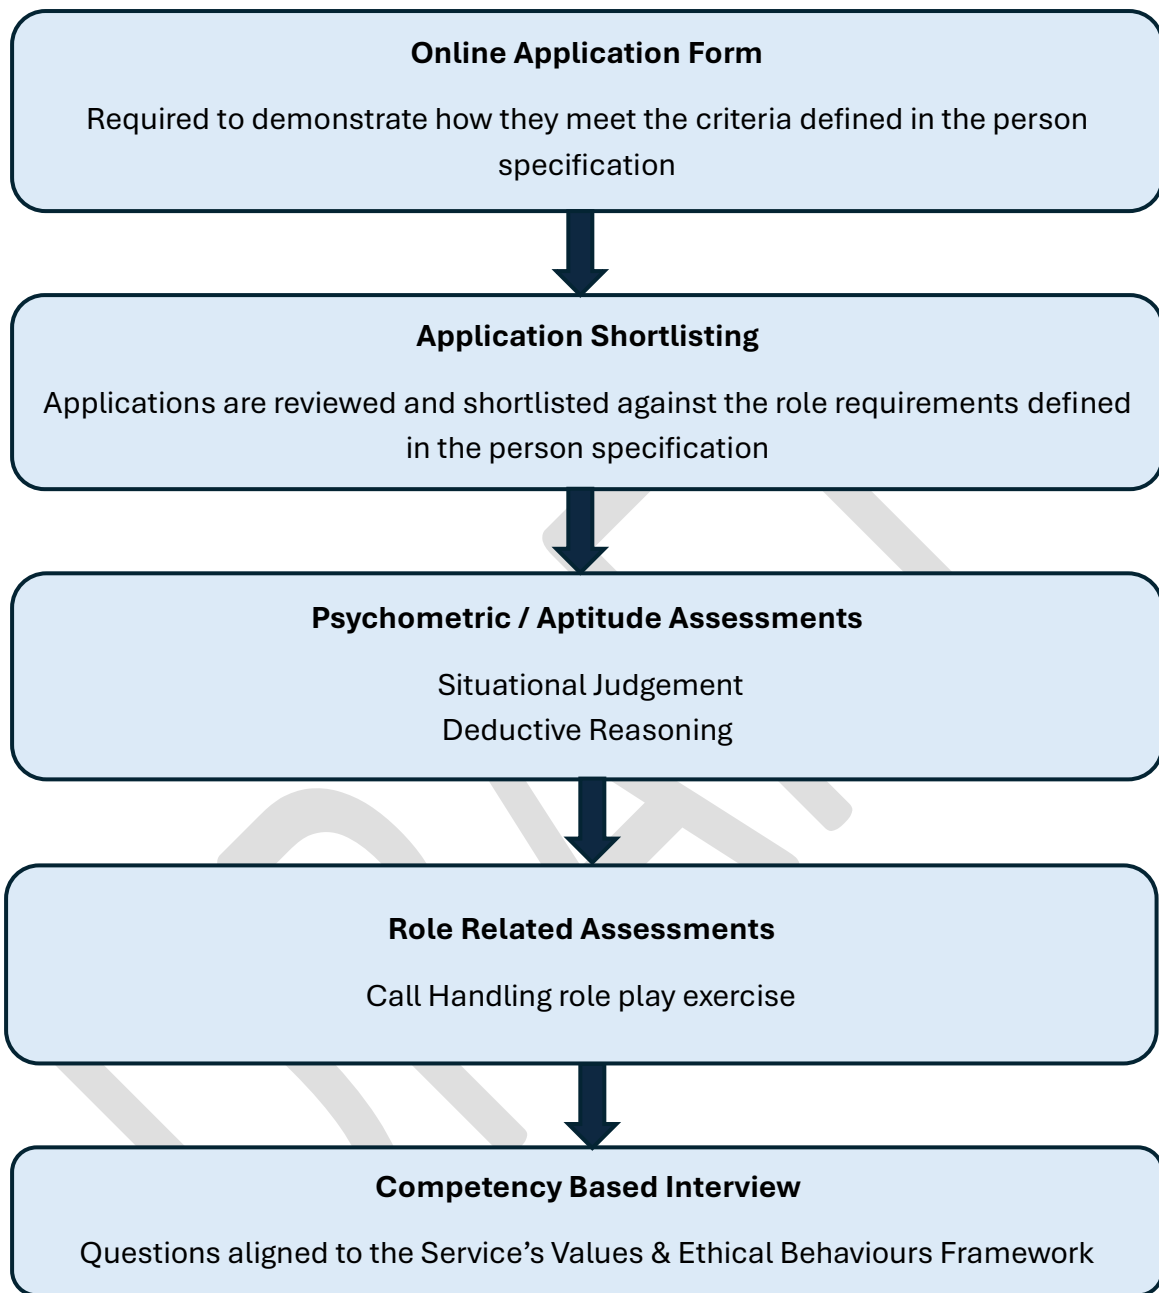 Online Application Form
Required to demonstrate how they meet the criteria defined in the person
specification
Application Shortlisting
Applications are reviewed and shortlisted against the role requirements defined
in the person specification
Psychometric / Aptitude Assessments
Situational Judgement
Deductive Reasoning
Role Related Assessments
Call Handling role play exercise
Competency Based Interview
Questions aligned to the Service’s Values & Ethical Behaviours Framework